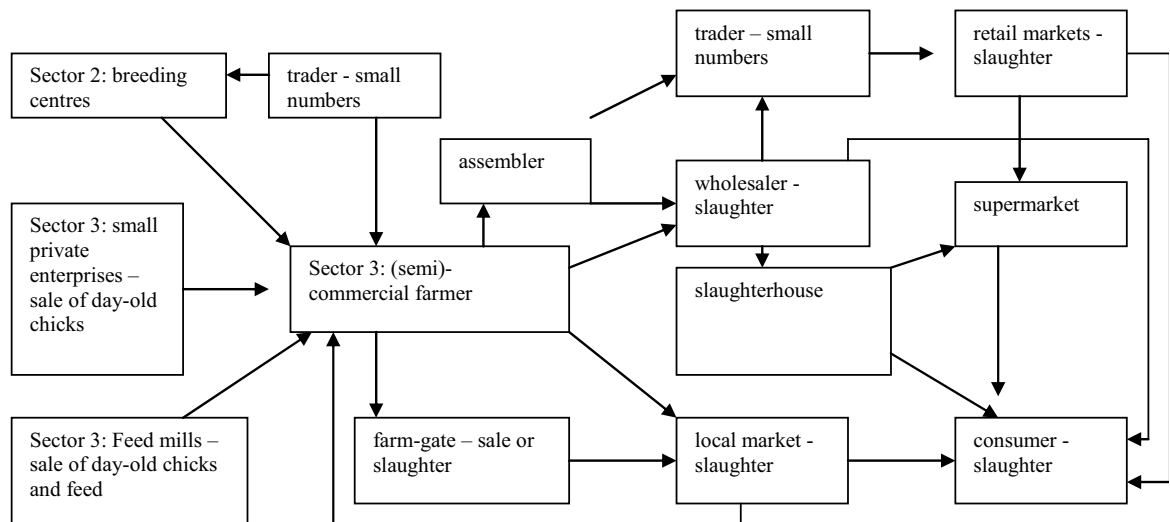 Sector 2: breeding
centres
trader - small
numbers
trader – small
numbers
retail markets -
slaughter
assembler
wholesaler -
slaughter
supermarket
Sector 3: small
private
enterprises –
sale of day-old
chicks
Sector 3: (semi)-
commercial farmer
slaughterhouse
Sector 3: Feed mills –
sale of day-old chicks
and feed
farm-gate – sale or
slaughter
local market -
slaughter
consumer -
slaughter